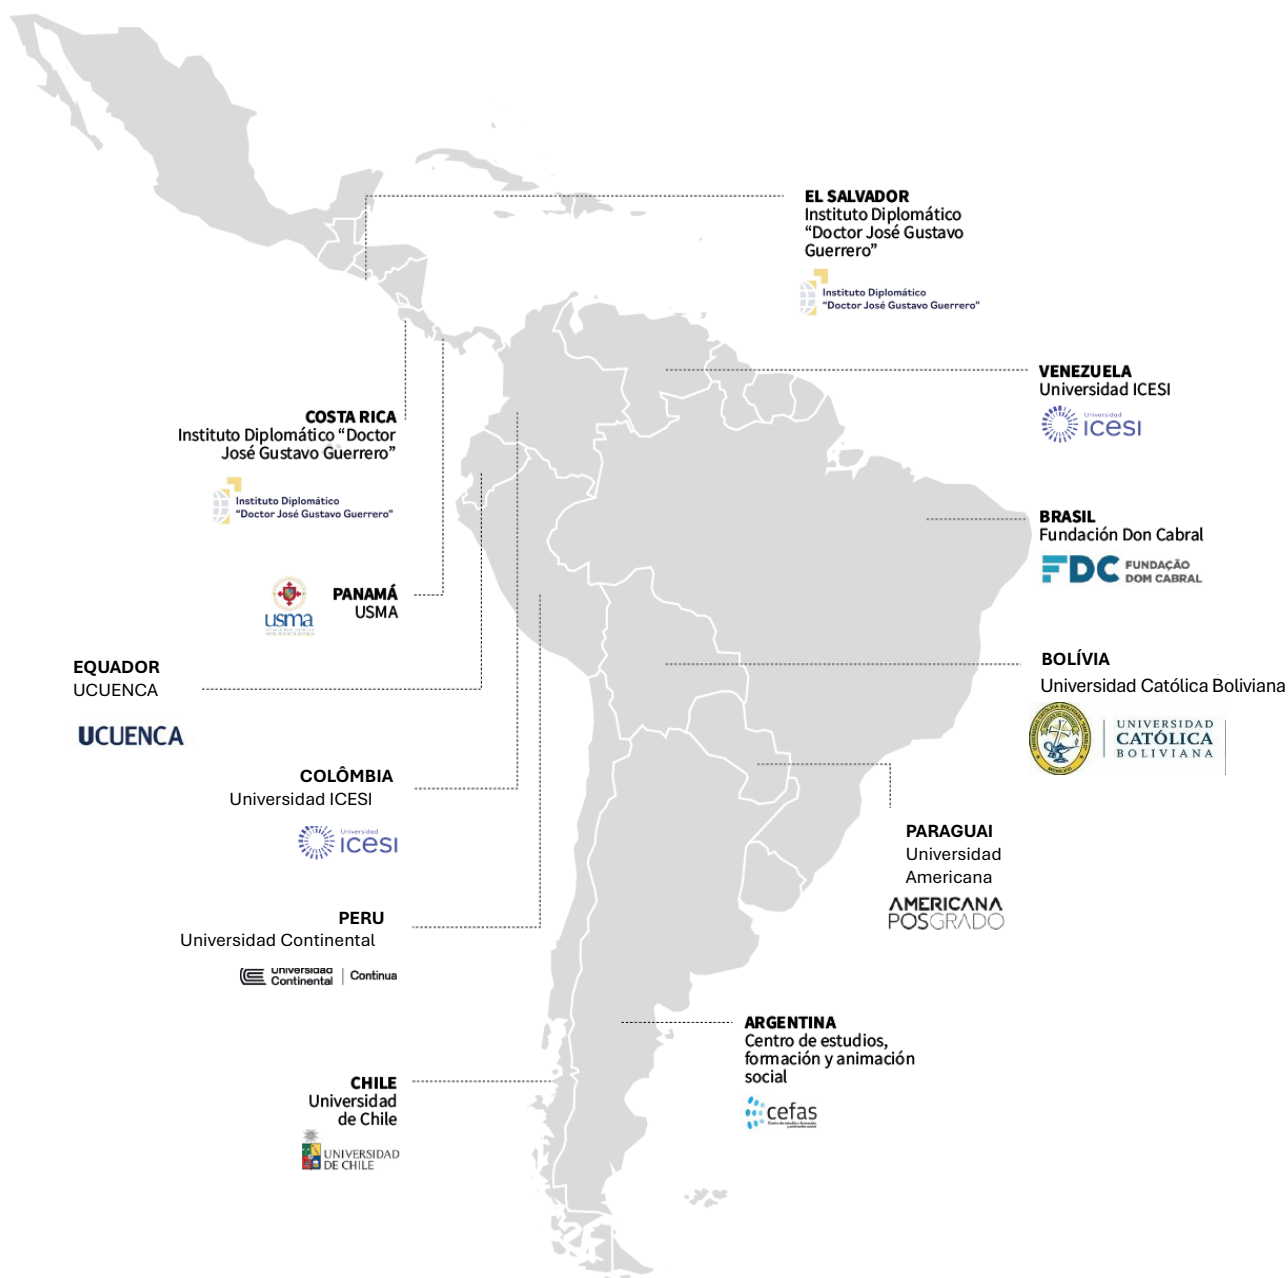 EL SALVADOR
Instituto Diplomático
“Doctor José Gustavo
Guerrero”
Instituto Diplomático
“Doctor José Gustavo Guerrero”
VENEZUELA
Universidad ICESI
Universidad
icesi
COSTA RICA
Instituto Diplomático “Doctor
José Gustavo Guerrero”
Instituto Diplomático
“Doctor José Gustavo Guerrero”
BRASIL
Fundación Don Cabral
FDC FUNDAÇÃO
DOM CABRAL
PANAMÁ
USMA
usma
EQUADOR
UCUENCA
UCUENCA
BOLÍVIA
Universidad Católica Boliviana
UNIVERSIDAD
CATÓLICA
BOLIVIANA
COLÔMBIA
Universidad ICESI
Universidad
icesi
PARAGUAI
Universidad
Americana
AMERICANA
POSGRADO
PERU
Universidad Continental
Universidad
Continental | Continua
ARGENTINA
Centro de estudios,
formación y animación
social
cefas
CHILE
Universidad
de Chile
UNIVERSIDAD
DE CHILE